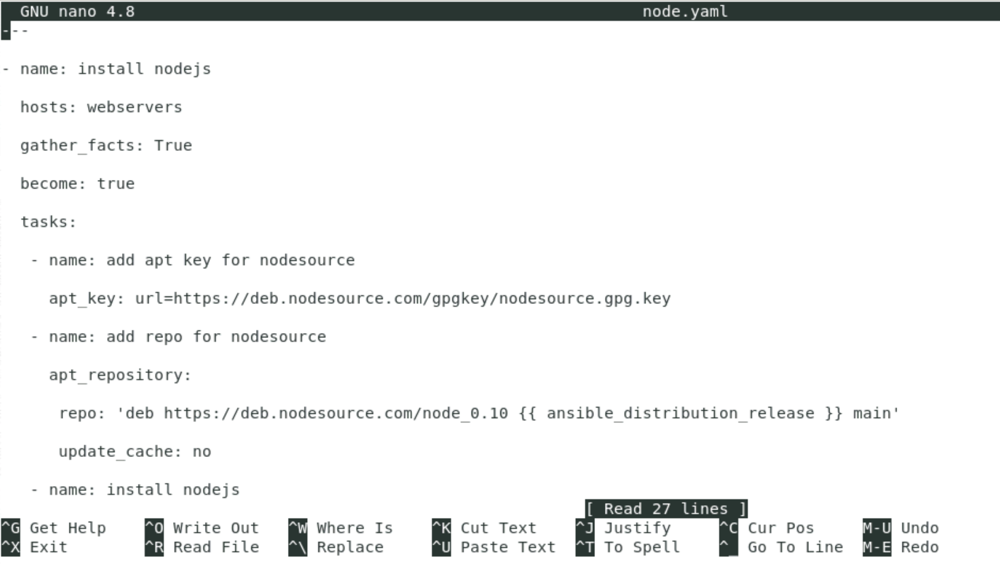 GNU nano 4.8 node.yaml
---
- name: install nodejs
  hosts: webservers
  gather_facts: True
  become: true
  tasks:
   - name: add apt key for nodesource
     apt_key: url=https://deb.nodesource.com/gpgkey/nodesource.gpg.key
   - name: add repo for nodesource
     apt_repository:
      repo: 'deb https://deb.nodesource.com/node_0.10 {{ ansible_distribution_release }} main'
      update_cache: no
   - name: install nodejs
[ Read 27 lines ]
^G Get Help ^O Write Out ^W Where Is ^K Cut Text ^J Justify ^C Cur Pos M-U Undo
^X Exit ^R Read File ^\ Replace ^U Paste Text ^T To Spell ^_ Go To Line M-E Redo